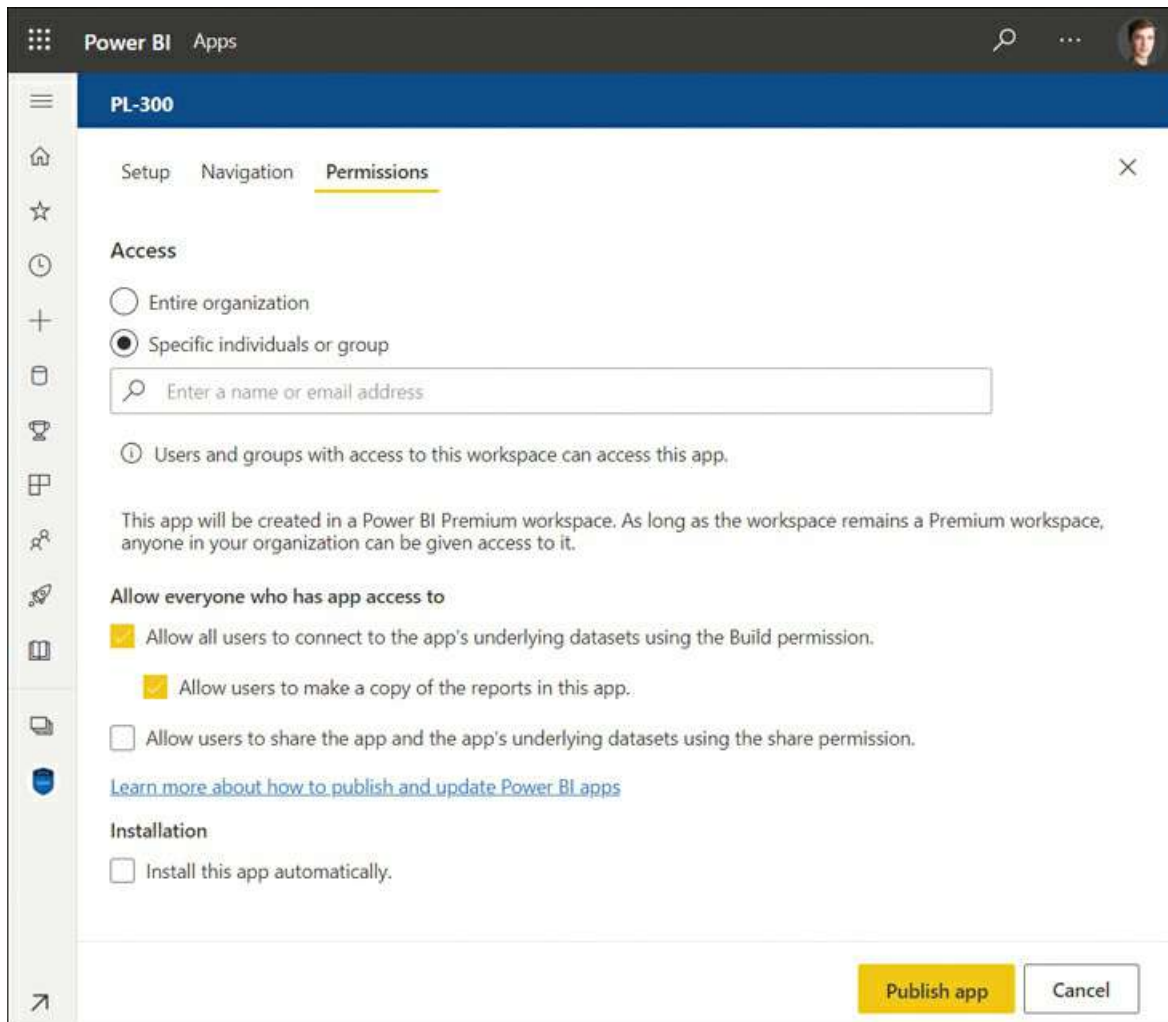 Power BI Apps
PL-300
Setup Navigation Permissions
Access
Entire organization
Specific individuals or group
Enter a name or email address
Users and groups with access to this workspace can access this app.
This app will be created in a Power BI Premium workspace. As long as the workspace remains a Premium workspace,
anyone in your organization can be given access to it.
Allow everyone who has app access to
Allow all users to connect to the app's underlying datasets using the Build permission.
Allow users to make a copy of the reports in this app.
Allow users to share the app and the app's underlying datasets using the share permission.
Learn more about how to publish and update Power BI apps
Installation
Install this app automatically.
Publish app Cancel